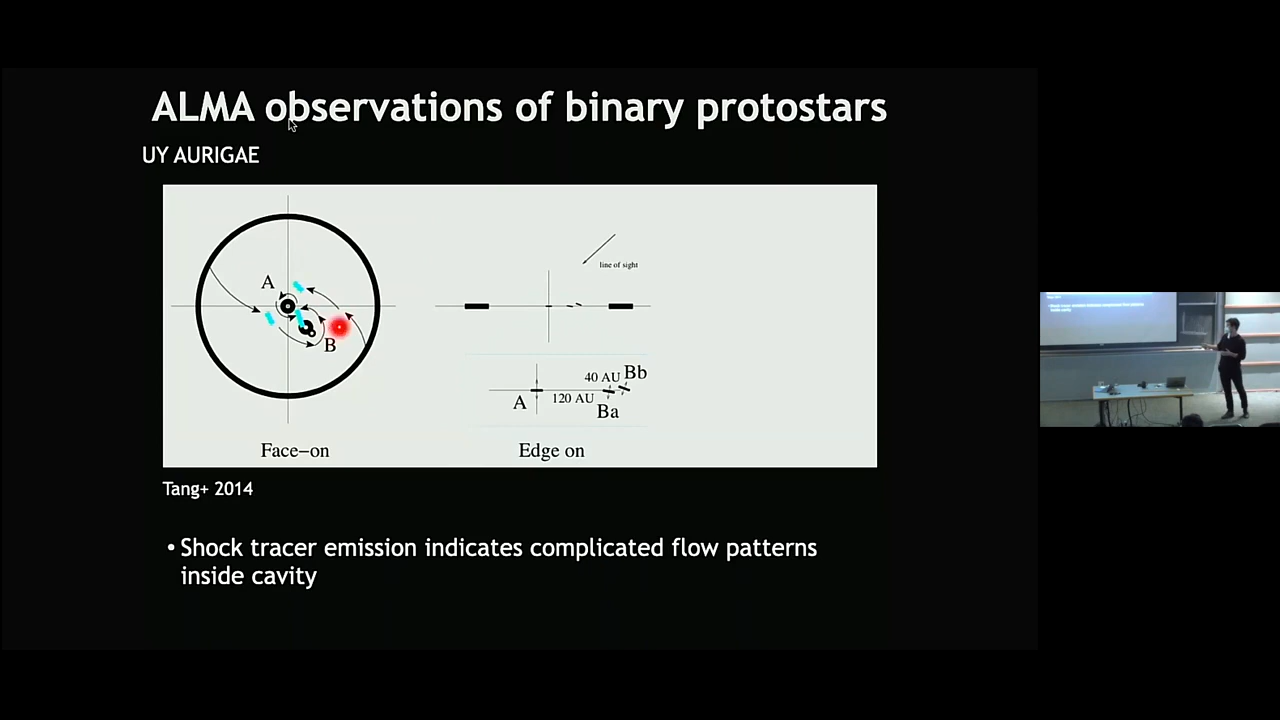 ALMA observations of binary protostars
UY AURIGAE
A
B
Face–on
line of sight
40 AU
Bb
A
120 AU
Ba
Edge on
Tang+ 2014
• Shock tracer emission indicates complicated flow patterns
inside cavity